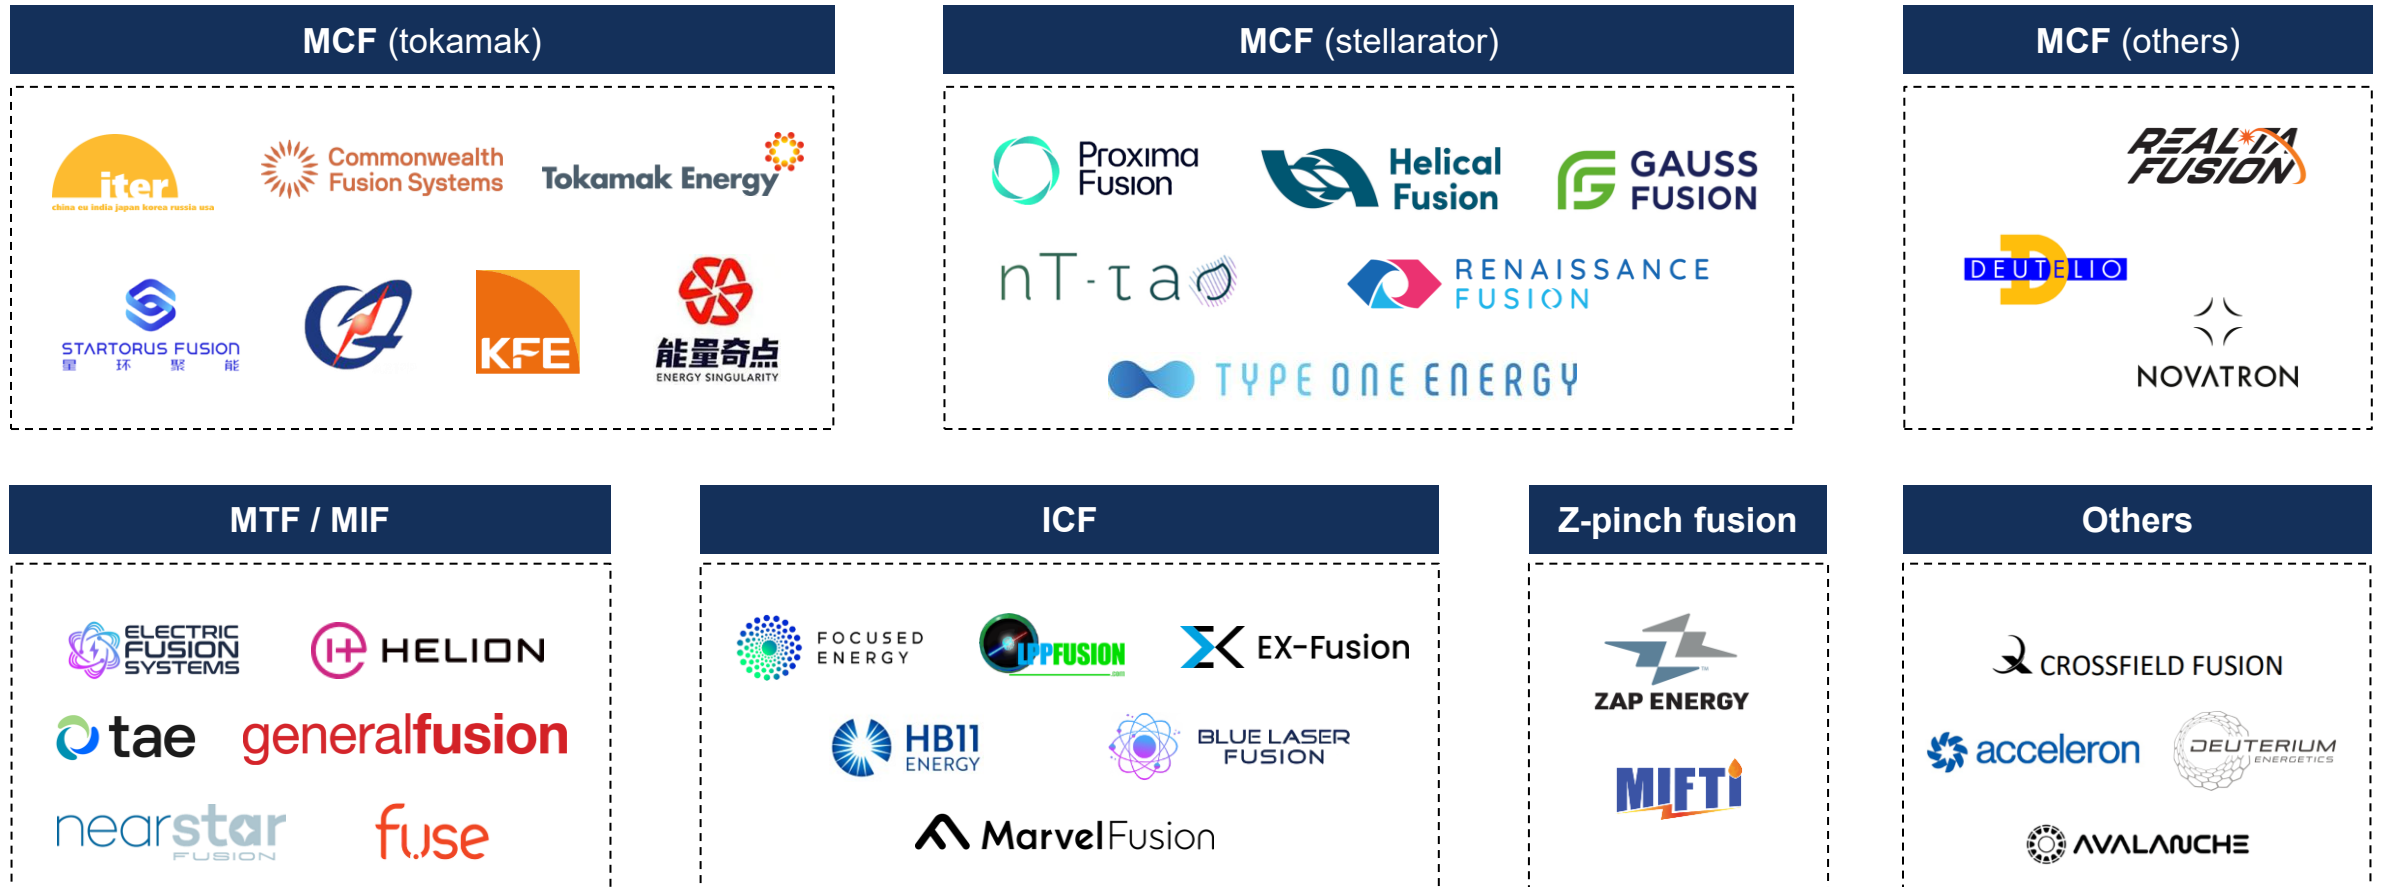 MCF (tokamak)
MCF (stellarator)
MCF (others)
iter
china eu india japan korea russia usa
Commonwealth
Fusion Systems
Tokamak Energy
STARTORUS FUSION
星 环 聚 能
KFE
能量奇点
ENERGY SINGULARITY
Proxima
Fusion
Helical
Fusion
GAUSS
FUSION
nT-τao
RENAISSANCE
FUSION
TYPE ONE ENERGY
REALTA
FUSION
DEUTELIO
NOVATRON
MTF / MIF
ICF
Z-pinch fusion
Others
ELECTRIC
FUSION
SYSTEMS
HELION
tae
generalfusion
nearstar
FUSION
fuse
FOCUSED
ENERGY
LPPFUSION
.com
EX-Fusion
HB11
ENERGY
BLUE LASER
FUSION
MarvelFusion
ZAP ENERGY
TM
MIFTI
CROSSFIELD FUSION
acceleron
DEUTERIUM
ENERGETICS
AVALANCHE